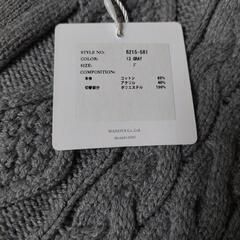 STYLE NO: 8215-581
COLOR: 13 GRAY
SIZE: F
COMPOSITION:
本体 コットン 60%
アクリル 40%
切替部分 ポリエステル 100%